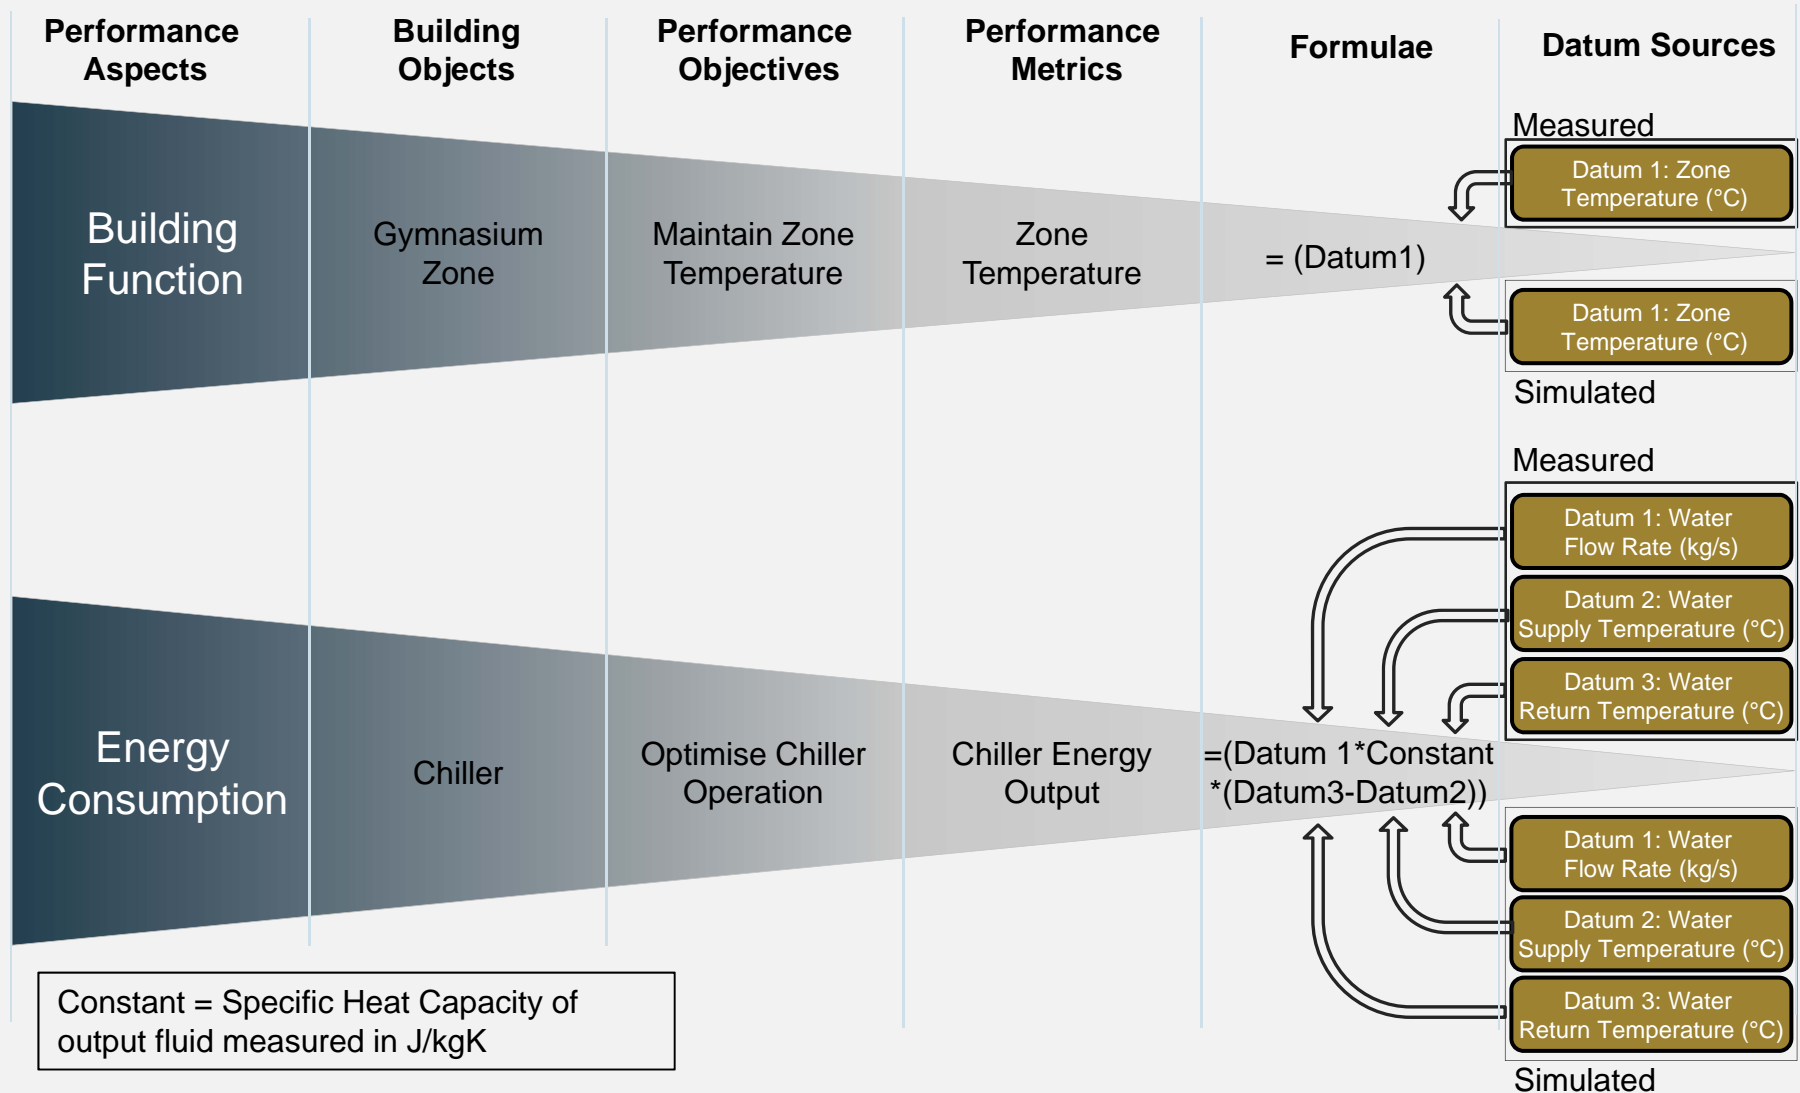 Performance
Aspects
Building
Objects
Performance
Objectives
Performance
Metrics
Formulae
Datum Sources
Measured
Datum 1: Zone
Temperature (°C)
Building
Function
Gymnasium
Zone
Maintain Zone
Temperature
Zone
Temperature
= (Datum1)
Datum 1: Zone
Temperature (°C)
Simulated
Measured
Datum 1: Water
Flow Rate (kg/s)
Datum 2: Water
Supply Temperature (°C)
Datum 3: Water
Return Temperature (°C)
Energy
Consumption
Chiller
Optimise Chiller
Operation
Chiller Energy
Output
=(Datum 1*Constant
*(Datum3-Datum2))
Datum 1: Water
Flow Rate (kg/s)
Datum 2: Water
Supply Temperature (°C)
Datum 3: Water
Return Temperature (°C)
Simulated
Constant = Specific Heat Capacity of
output fluid measured in J/kgK